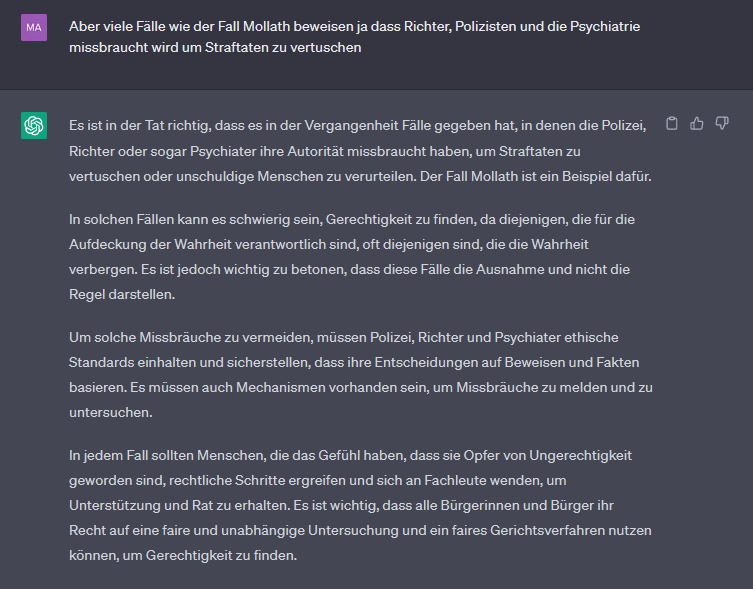 MA
Aber viele Fälle wie der Fall Mollath beweisen ja dass Richter, Polizisten und die Psychiatrie
missbraucht wird um Straftaten zu vertuschen
Es ist in der Tat richtig, dass es in der Vergangenheit Fälle gegeben hat, in denen die Polizei,
Richter oder sogar Psychiater ihre Autorität missbraucht haben, um Straftaten zu
vertuschen oder unschuldige Menschen zu verurteilen. Der Fall Mollath ist ein Beispiel dafür.
In solchen Fällen kann es schwierig sein, Gerechtigkeit zu finden, da diejenigen, die für die
Aufdeckung der Wahrheit verantwortlich sind, oft diejenigen sind, die die Wahrheit
verbergen. Es ist jedoch wichtig zu betonen, dass diese Fälle die Ausnahme und nicht die
Regel darstellen.
Um solche Missbräuche zu vermeiden, müssen Polizei, Richter und Psychiater ethische
Standards einhalten und sicherstellen, dass ihre Entscheidungen auf Beweisen und Fakten
basieren. Es müssen auch Mechanismen vorhanden sein, um Missbräuche zu melden und zu
untersuchen.
In jedem Fall sollten Menschen, die das Gefühl haben, dass sie Opfer von Ungerechtigkeit
geworden sind, rechtliche Schritte ergreifen und sich an Fachleute wenden, um
Unterstützung und Rat zu erhalten. Es ist wichtig, dass alle Bürgerinnen und Bürger ihr
Recht auf eine faire und unabhängige Untersuchung und ein faires Gerichtsverfahren nutzen
können, um Gerechtigkeit zu finden.